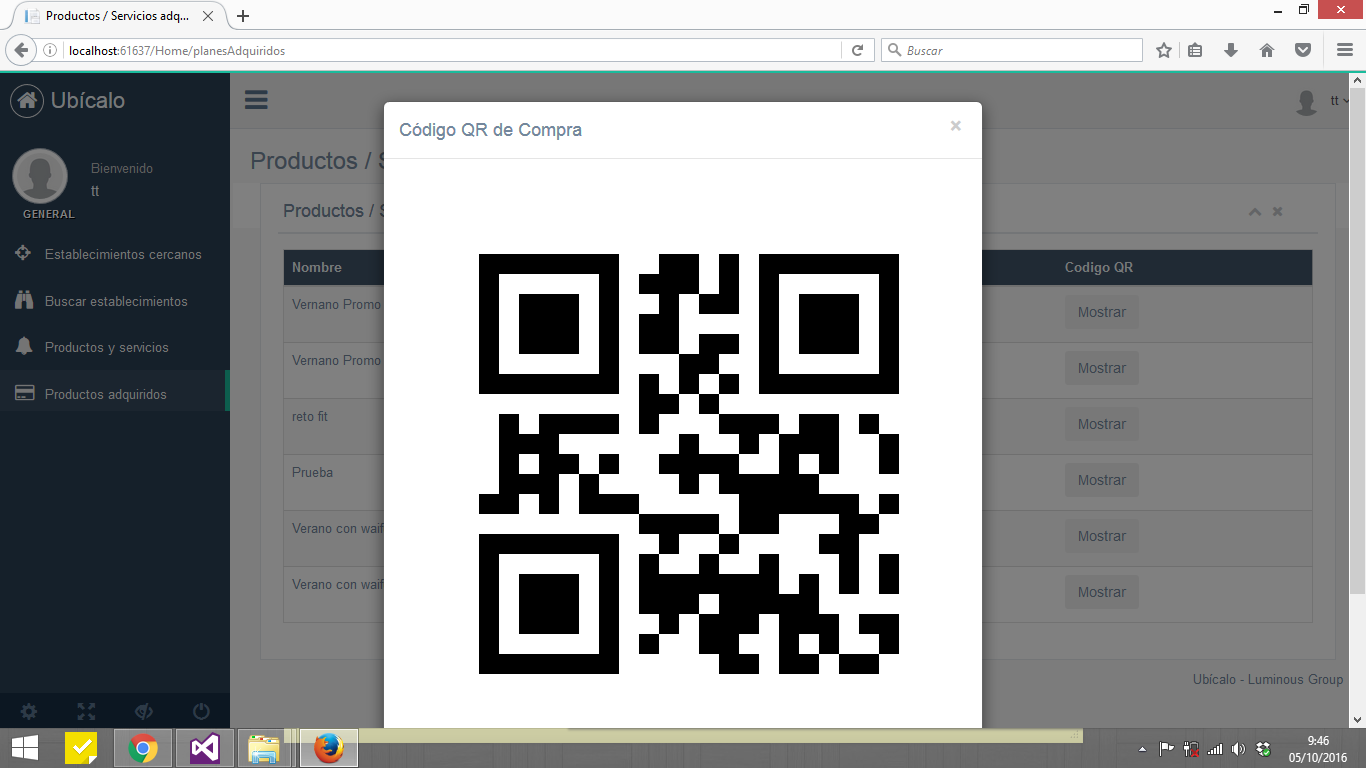 Productos / Servicios adq...
localhost:61637/Home/planesAdquiridos
Buscar
Ubícalo
tt
Código QR de Compra
Bienvenido
tt
GENERAL
Establecimientos cercanos
Buscar establecimientos
Productos y servicios
Productos adquiridos
Productos / S
Productos / S
Nombre
Codigo QR
Vernano Promo
Mostrar
Vernano Promo
Mostrar
reto fit
Mostrar
Prueba
Mostrar
Verano con waif
Mostrar
Verano con waif
Mostrar
Ubícalo - Luminous Group
9:46
05/10/2016